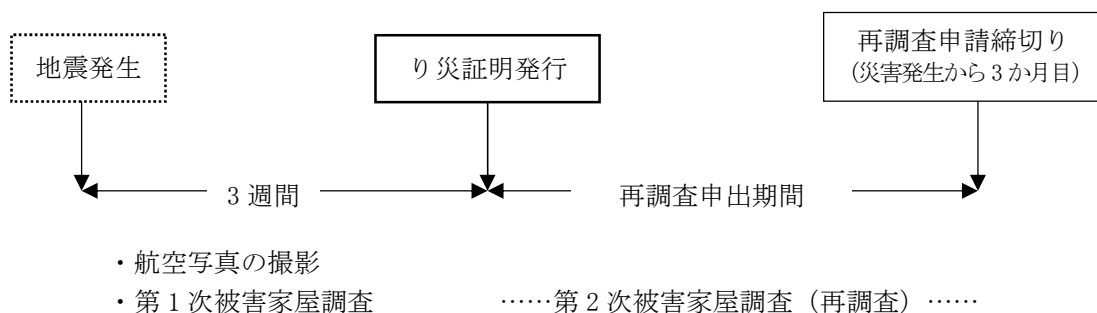 地震発生
り災証明発行
再調査申請締切り
(災害発生から3か月目)
3週間
再調査申出期間
・航空写真の撮影
・第1次被害家屋調査 ……第2次被害家屋調査（再調査）……